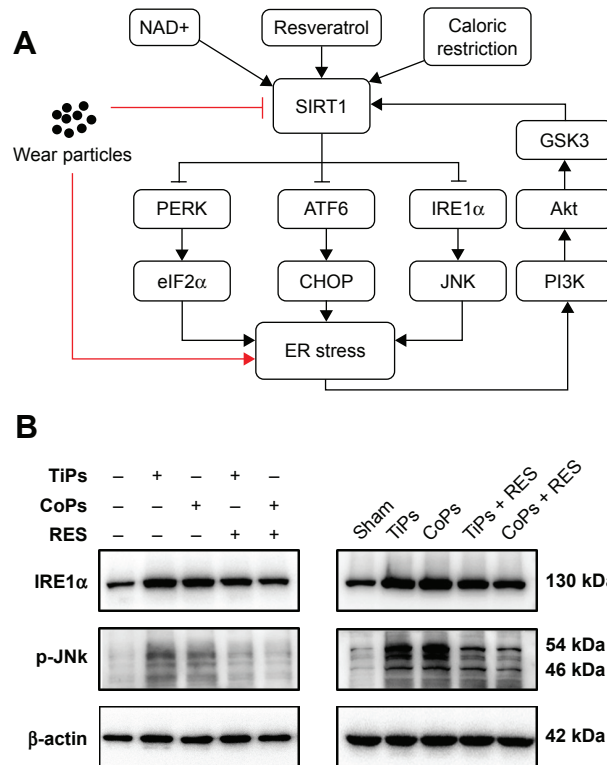 A
NAD+
Resveratrol
Caloric
restriction
SIRT1
Wear particles
GSK3
PERK
ATF6
IRE1α
Akt
eIF2α
CHOP
JNK
PI3K
ER stress
B
TiPs – + – + –
CoPs – – + – +
RES – – – + +
Sham TiPs CoPs TiPs + RES CoPs + RES
IRE1α 130 kDa
p-JNk 54 kDa
46 kDa
β-actin 42 kDa